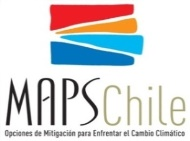 MAPSChile
Opciones de Mitigación para Enfrentar el Cambio Climático